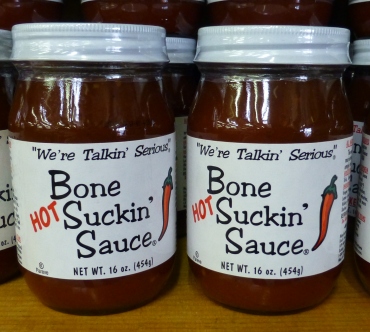 "We're Talkin' Serious"®
Bone
HOT Suckin'
Sauce®
NET WT. 16 oz. (454g)
"We're Talkin' Serious"®
Bone
HOT Suckin'
Sauce®
NET WT. 16 oz. (454g)